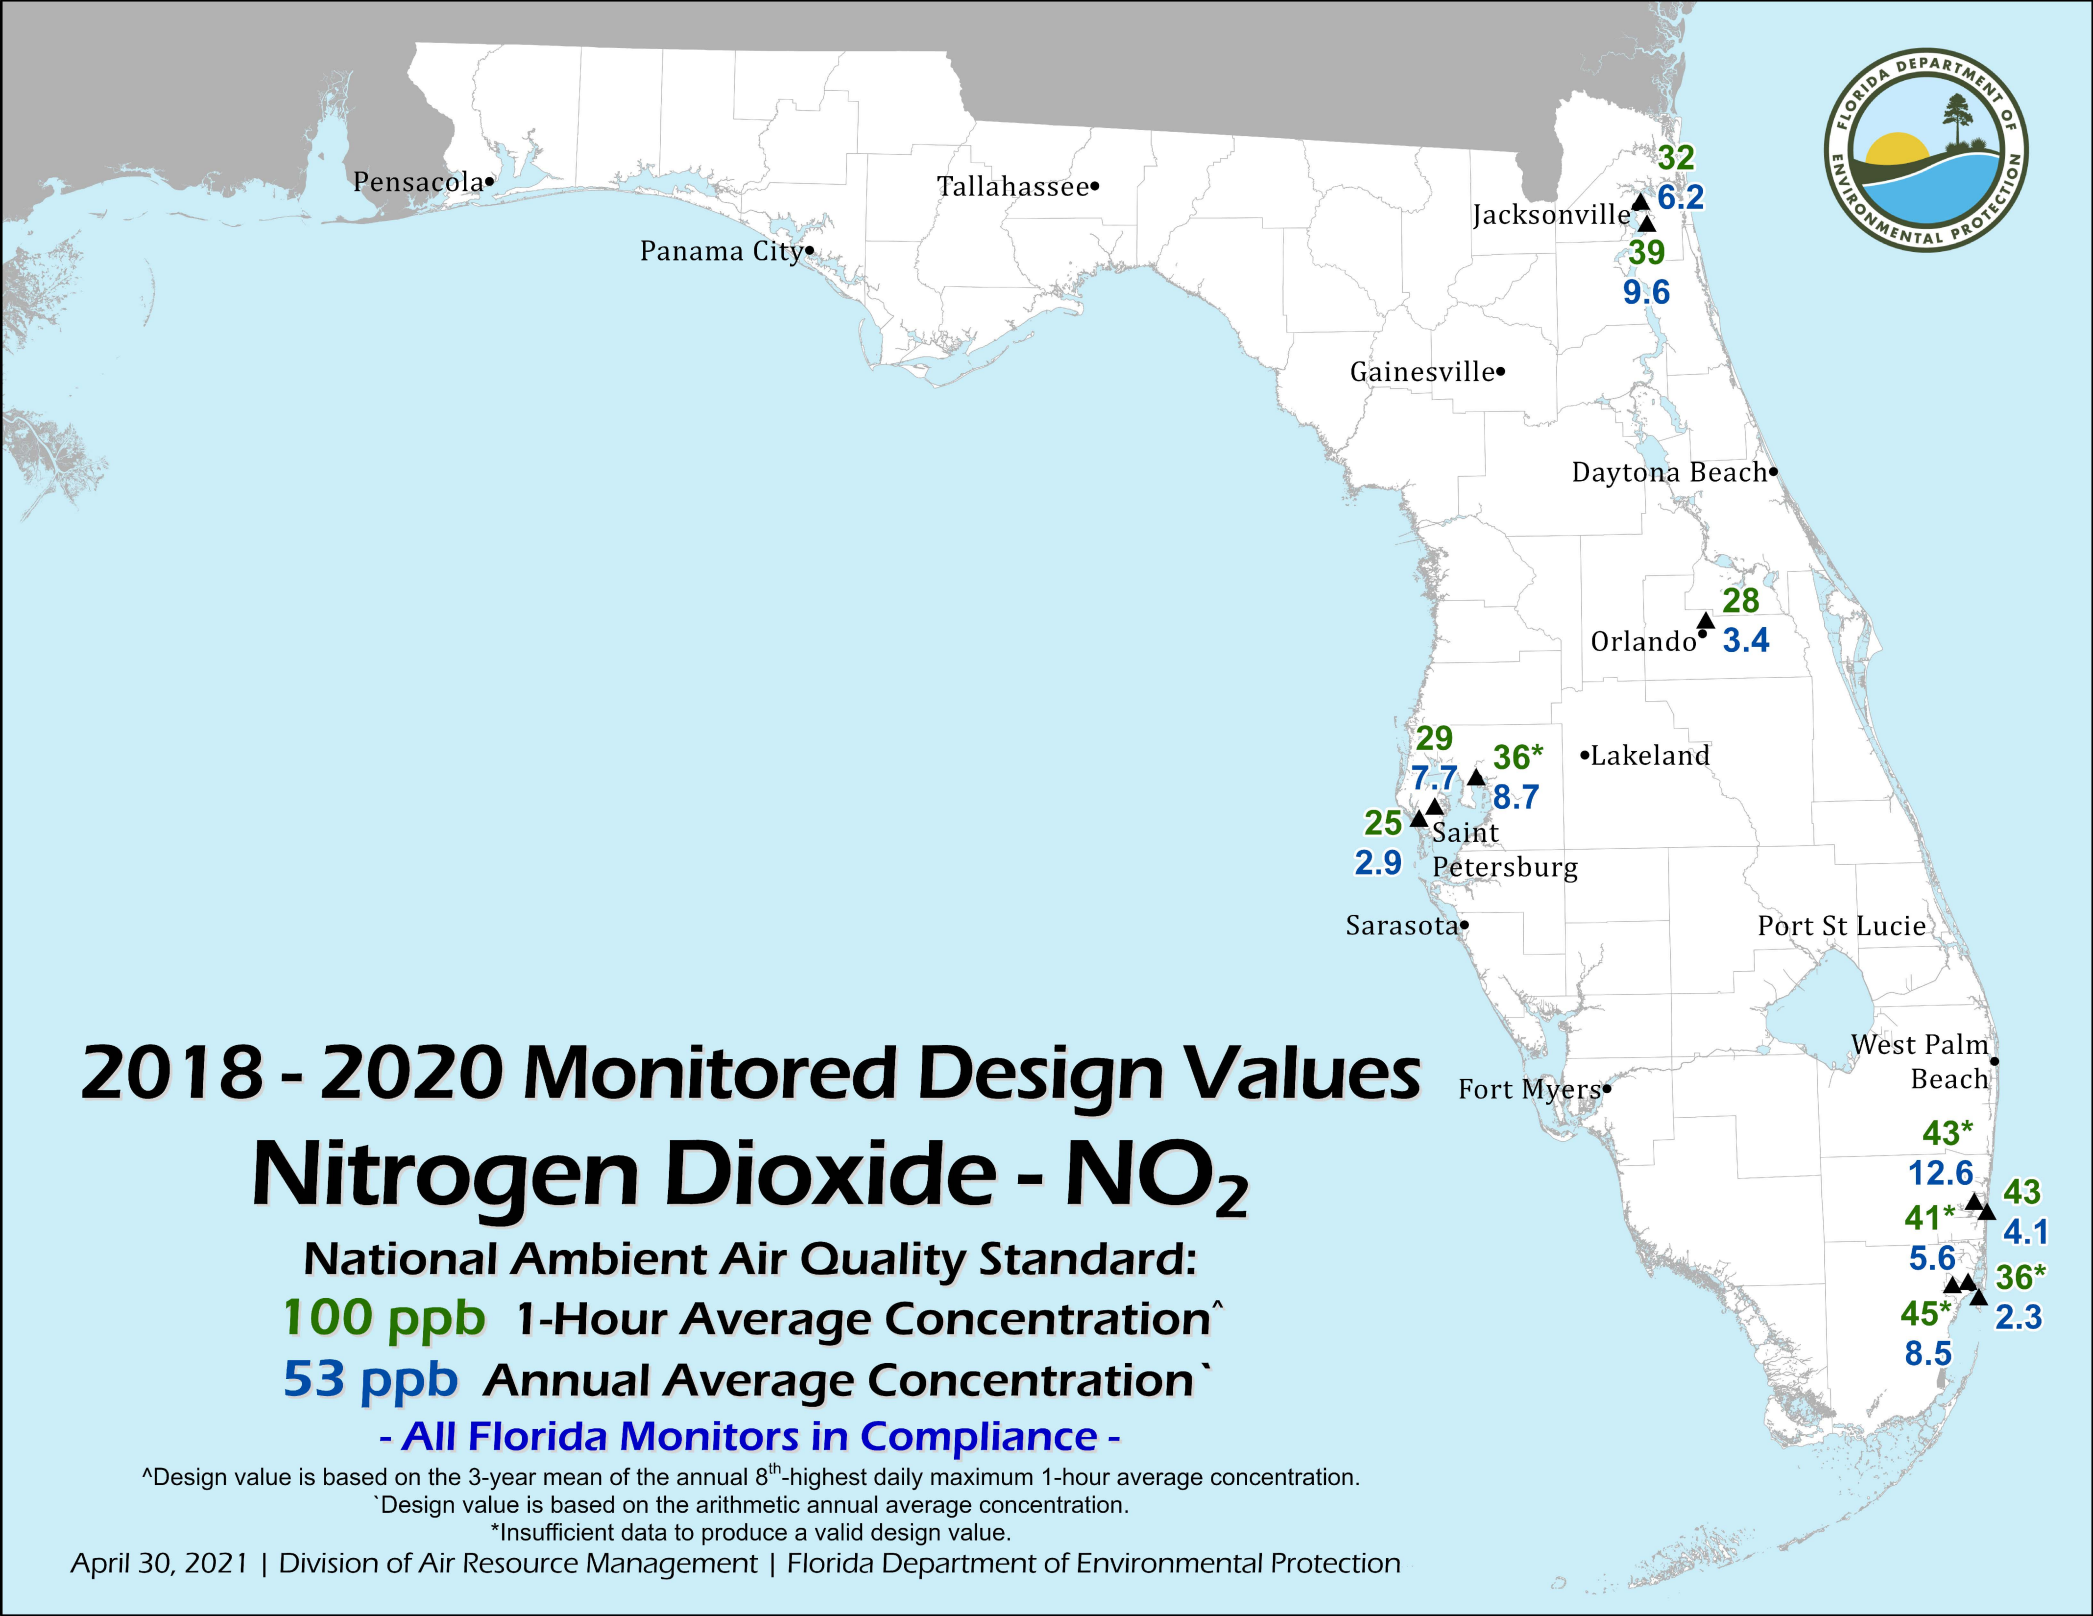 FLORIDA DEPARTMENT OF
ENVIRONMENTAL PROTECTION
Pensacola
Tallahassee
Panama City
32
6.2
Jacksonville
39
9.6
Gainesville
Daytona Beach
28
Orlando
3.4
29
7.7
36*
8.7
Lakeland
25
2.9
Saint
Petersburg
Sarasota
Port St Lucie
West Palm
Beach
Fort Myers
43*
12.6
43
4.1
41*
5.6
36*
2.3
45*
8.5
2018 - 2020 Monitored Design Values
Nitrogen Dioxide - NO₂
National Ambient Air Quality Standard:
100 ppb 1-Hour Average Concentration^
53 ppb Annual Average Concentration`
- All Florida Monitors in Compliance -
^Design value is based on the 3-year mean of the annual 8th-highest daily maximum 1-hour average concentration.
`Design value is based on the arithmetic annual average concentration.
*Insufficient data to produce a valid design value.
April 30, 2021 | Division of Air Resource Management | Florida Department of Environmental Protection